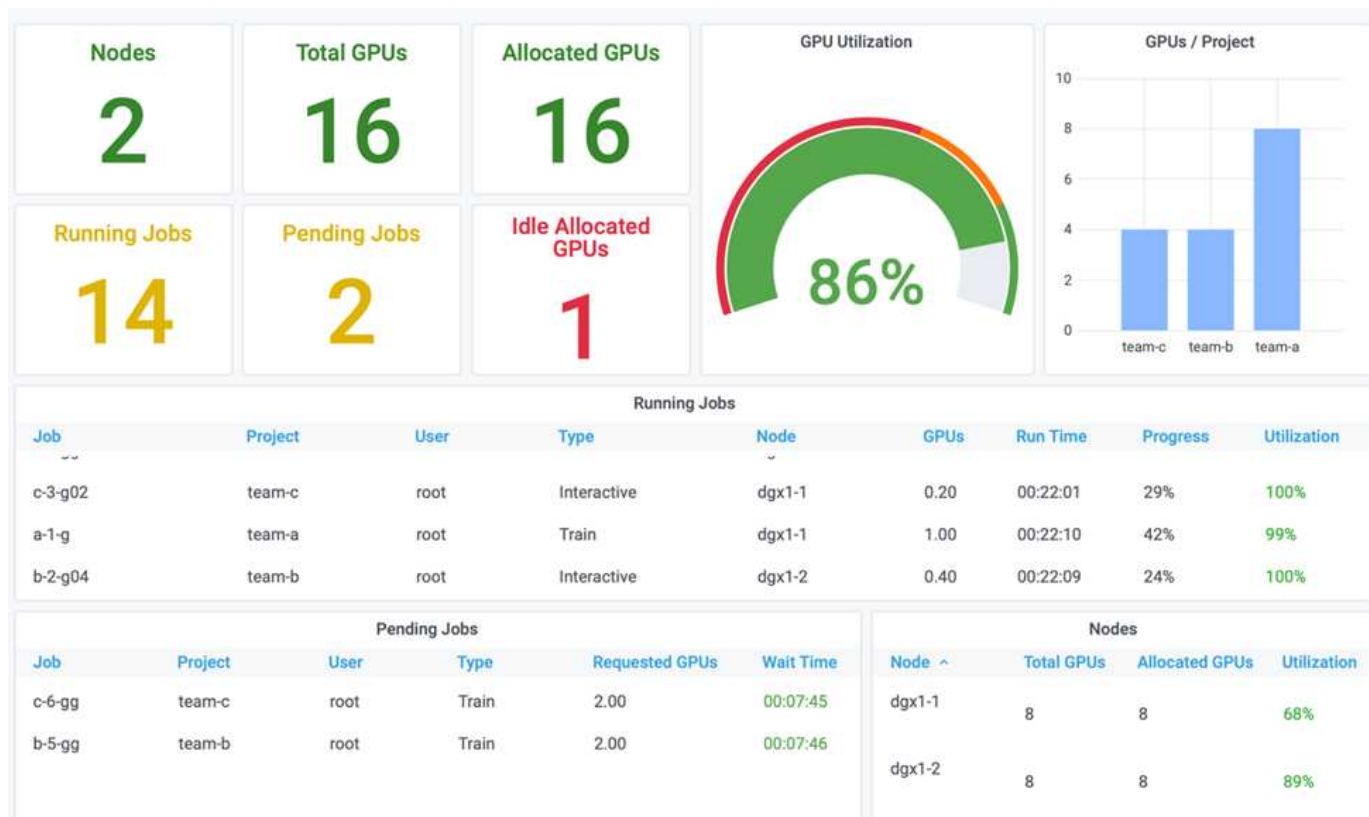 Nodes
2
Total GPUs
16
Allocated GPUs
16
GPU Utilization
86%
GPUs / Project
10
8
6
4
2
0
team-c team-b team-a
Running Jobs
14
Pending Jobs
2
Idle Allocated
GPUs
1
Running Jobs
Job Project User Type Node GPUs Run Time Progress Utilization
c-3-g02 team-c root Interactive dgx1-1 0.20 00:22:01 29% 100%
a-1-g team-a root Train dgx1-1 1.00 00:22:10 42% 99%
b-2-g04 team-b root Interactive dgx1-2 0.40 00:22:09 24% 100%
Pending Jobs
Job Project User Type Requested GPUs Wait Time
c-6-gg team-c root Train 2.00 00:07:45
b-5-gg team-b root Train 2.00 00:07:46
Nodes
Node Total GPUs Allocated GPUs Utilization
dgx1-1 8 8 68%
dgx1-2 8 8 89%